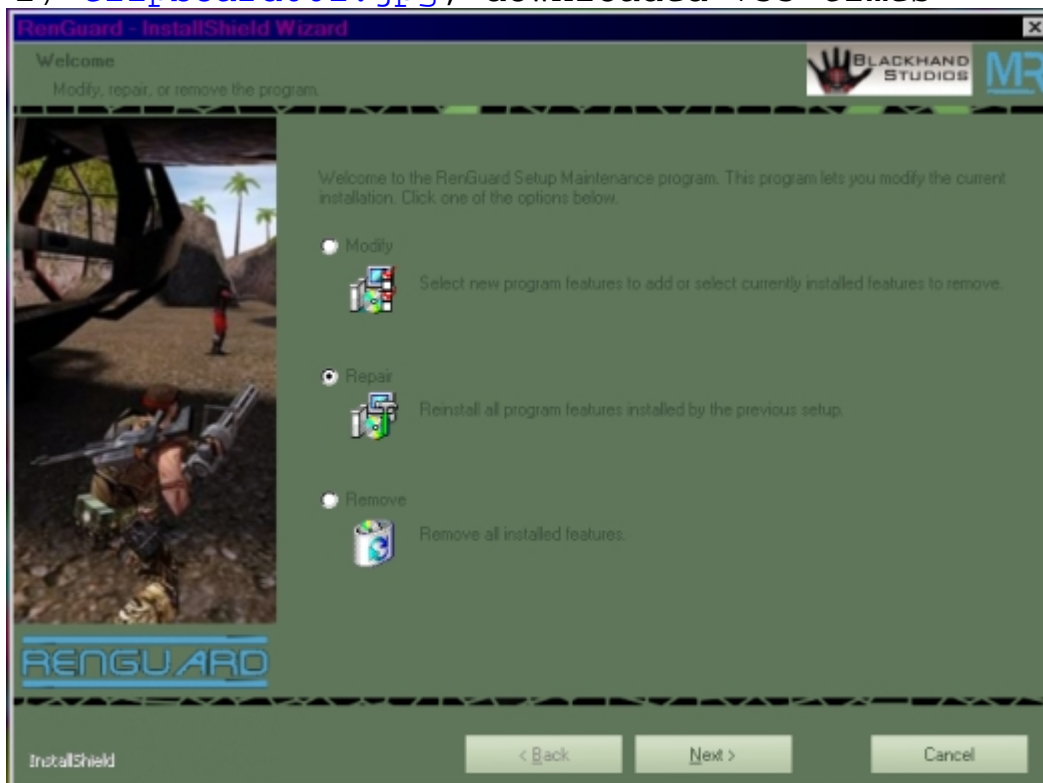 RenGuard - InstallShield Wizard
Welcome
Modify, repair, or remove the program.
BLACKHAND
STUDIOS
Welcome to the RenGuard Setup Maintenance program. This program lets you modify the current
installation. Click one of the options below.
Modify
Select new program features to add or select currently installed features to remove.
Repair
Reinstall all program features installed by the previous setup.
Remove
Remove all installed features.
RENGUARD
InstallShield
< Back
Next >
Cancel